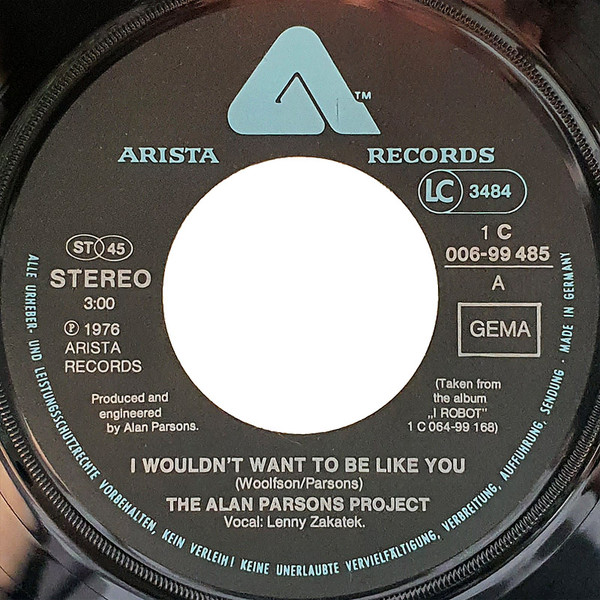 TM
ARISTA RECORDS
LC 3484
ST 45
STEREO
3:00
Ⓟ 1976
ARISTA
RECORDS
Produced and
engineered
by Alan Parsons.
1 C
006-99 485
A
GEMA
(Taken from
the album
„I ROBOT"
1 C 064-99 168)
I WOULDN'T WANT TO BE LIKE YOU
(Woolfson/Parsons)
THE ALAN PARSONS PROJECT
Vocal: Lenny Zakatek.
ALLE URHEBER- UND LEISTUNGSSCHUTZRECHTE VORBEHALTEN, KEIN VERLEIH! KEINE UNERLAUBTE VERVIELFÄLTIGUNG, VERBREITUNG, AUFFÜHRUNG, SENDUNG · MADE IN GERMANY